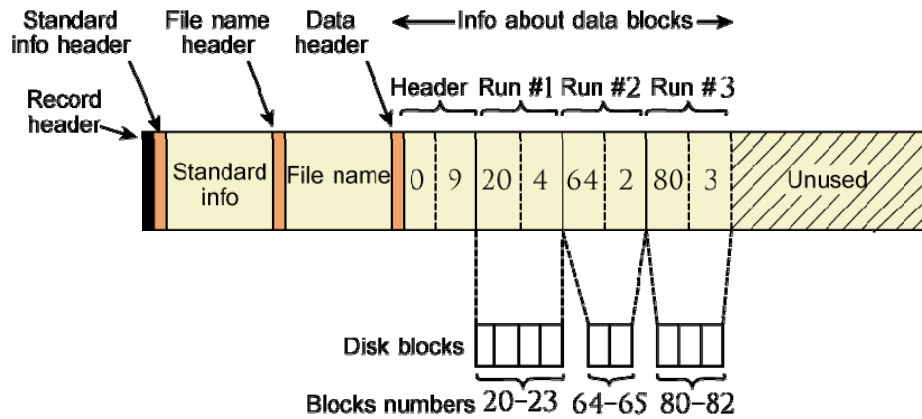 Standard info header
File name header
Data header
Info about data blocks
Record header
Header
Run #1
Run #2
Run #3
Standard info
File name
0 9 20 4 64 2 80 3
Unused
Disk blocks
Blocks numbers 20-23 64-65 80-82